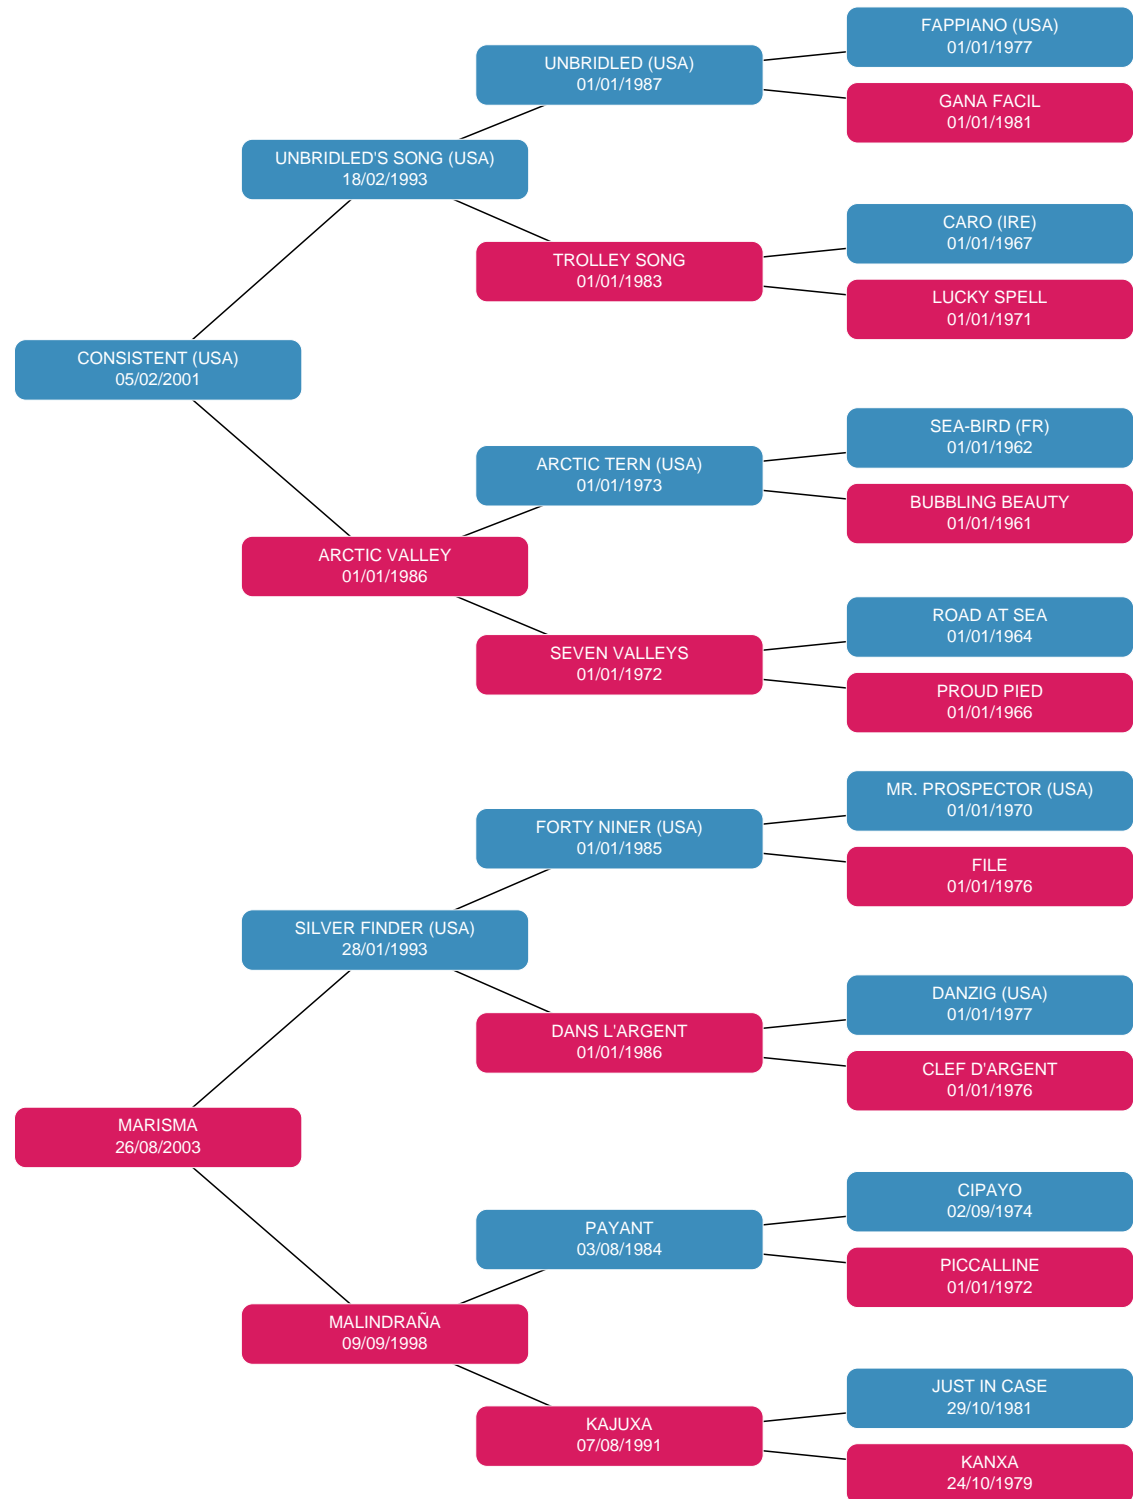 FAPPIANO (USA)
01/01/1977
UNBRIDLED (USA)
01/01/1987
GANA FACIL
01/01/1981
UNBRIDLED'S SONG (USA)
18/02/1993
CARO (IRE)
01/01/1967
TROLLEY SONG
01/01/1983
LUCKY SPELL
01/01/1971
CONSISTENT (USA)
05/02/2001
SEA-BIRD (FR)
01/01/1962
ARCTIC TERN (USA)
01/01/1973
BUBBLING BEAUTY
01/01/1961
ARCTIC VALLEY
01/01/1986
ROAD AT SEA
01/01/1964
SEVEN VALLEYS
01/01/1972
PROUD PIED
01/01/1966
MR. PROSPECTOR (USA)
01/01/1970
FORTY NINER (USA)
01/01/1985
FILE
01/01/1976
SILVER FINDER (USA)
28/01/1993
DANZIG (USA)
01/01/1977
DANS L'ARGENT
01/01/1986
CLEF D'ARGENT
01/01/1976
MARISMA
26/08/2003
CIPAYO
02/09/1974
PAYANT
03/08/1984
PICCALLINE
01/01/1972
MALINDRAÑA
09/09/1998
JUST IN CASE
29/10/1981
KAJUXA
07/08/1991
KANXA
24/10/1979